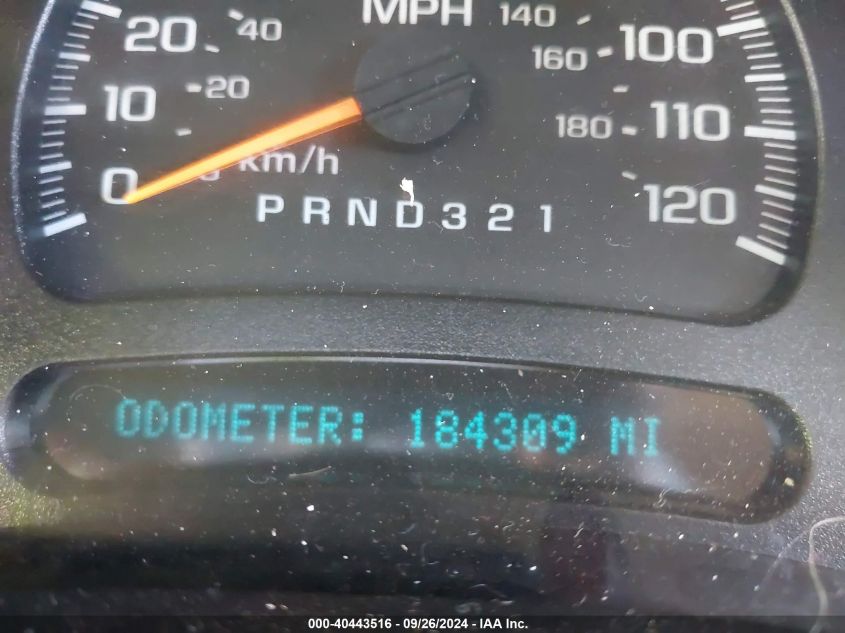 MPH
20 40 140 160 100
10 20 180 110
0 km/h 120
PRND321
ODOMETER: 184309 MI
000-40443516 - 09/26/2024 - IAA Inc.